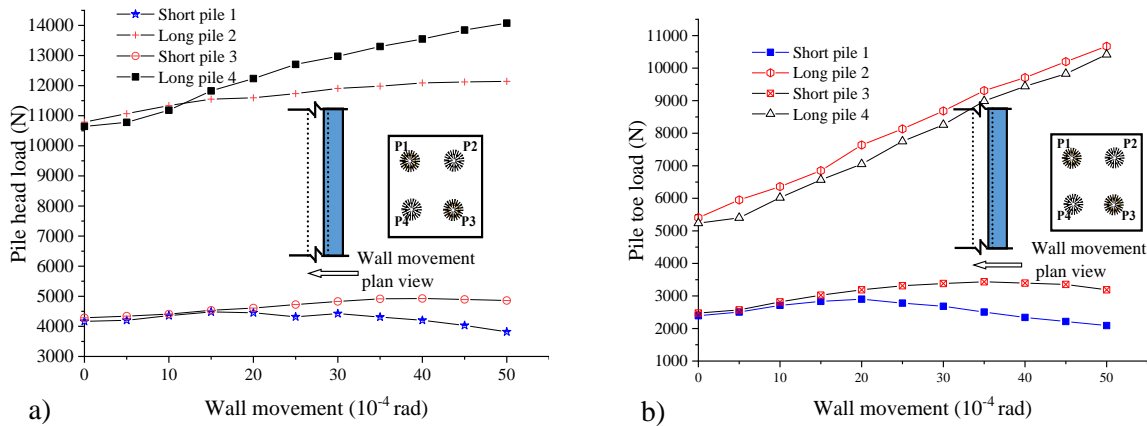 Short pile 1
Long pile 2
Short pile 3
Long pile 4
14000
13000
12000
11000
10000
9000
8000
7000
6000
5000
4000
3000
Pile head load (N)
P1 P2
P4 P3
Wall movement
plan view
0 10 20 30 40 50
Wall movement (10⁻⁴ rad)
a)
Short pile 1
Long pile 2
Short pile 3
Long pile 4
11000
10000
9000
8000
7000
6000
5000
4000
3000
2000
1000
Pile toe load (N)
P1 P2
P4 P3
Wall movement
plan view
0 10 20 30 40 50
Wall movement (10⁻⁴ rad)
b)